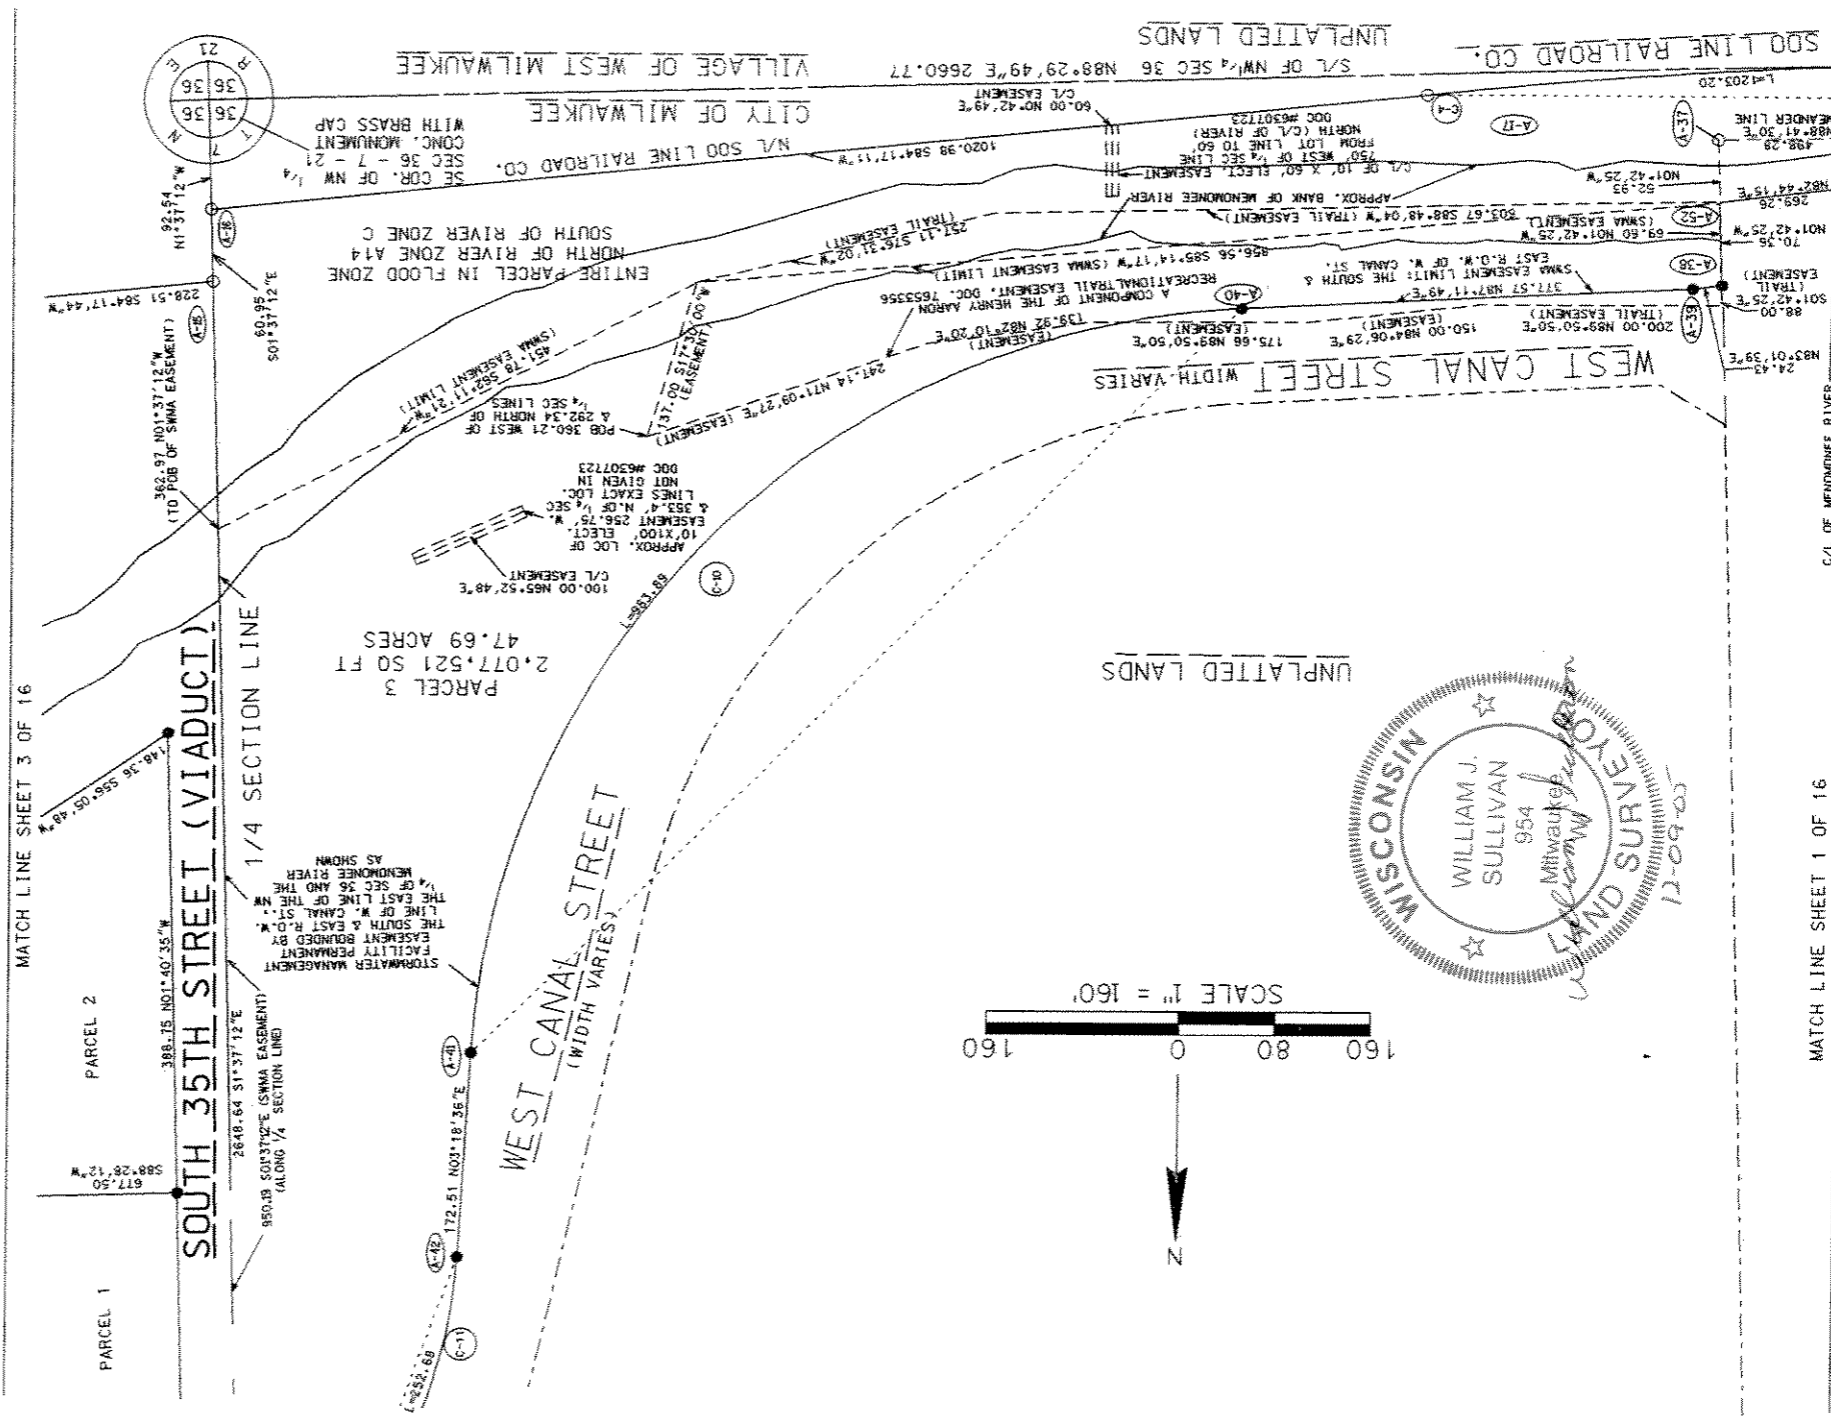 MATCH LINE SHEET 1 OF 16
MATCH LINE SHEET 3 OF 16
N
160 80 0 160
SCALE 1" = 160'
WISCONSIN
LAND SURVEYOR
WILLIAM J.
SULLIVAN
954
Milwaukee
UNPLATTED LANDS
WEST CANAL STREET
(WIDTH VARIES)
L=252.68
C-11
A-42
172.51 N03°18'36"E
A-41
L=963.89
C-10
PARCEL 1
PARCEL 2
677.50
S88°28'12"W
388.75 N01°40'35"W
148.36 S56°05'48"W
SOUTH 35TH STREET (VIADUCT)
1/4 SECTION LINE
2648.64 S1°37'12"E
950.19 S01°37'12"E (SWMA EASEMENT)
(ALONG 1/4 SECTION LINE)
STORMWATER MANAGEMENT
FACILITY PERMANENT
EASEMENT BOUNDED BY
THE SOUTH & EAST R.O.W.
LINE OF W. CANAL ST.,
THE EAST LINE OF THE NW
1/4 OF SEC 36 AND THE
MENOMONEE RIVER
AS SHOWN
PARCEL 3
2,077,521 SQ FT
47.69 ACRES
100.00 N65°52'48"E
C/L EASEMENT
APPROX. LOC OF
10'X100' ELECT.
EASEMENT 256.75' W.
& 353.4' N.OF 1/4 SEC
LINES EXACT LOC.
NOT GIVEN IN
DOC #6307723
POB 360.21 WEST OF
& 292.34 NORTH OF
1/4 SEC LINES
137.00 S17°30'00"W
(EASEMENT)
247.14 N71°09'27"E (EASEMENT)
451.78 S62°11'21"W
(SWMA EASEMENT LIMIT)
362.97 N01°37'12"W
(TO POB OF SWMA EASEMENT)
WEST CANAL STREET WIDTH VARIES
24.43
N83°01'39"E
88.00
S01°42'25"E
(TRAIL
EASEMENT)
A-39
200.00 N89°50'50"E
(TRAIL EASEMENT)
150.00 N84°06'29"E
(EASEMENT)
175.66 N89°50'50"E
(EASEMENT)
139.92 N82°10'20"E
(EASEMENT)
A-40
377.57 N87°11'49"E
SWMA EASEMENT LIMIT: THE SOUTH &
EAST R.O.W. OF W. CANAL ST.
A-38
70.36
N01°42'25"W
69.60 N01°42'25"W
(SWMA EASEMENT)
A-52
269.26
N82°44'15"E
52.93
N01°42'25"W
A COMPONENT OF THE HENRY AARON
RECREATIONAL TRAIL EASEMENT, DOC. 7653356
856.56 S85°14'17"W (SWMA EASEMENT LIMIT)
503.67 S88°48'04"W (EASEMENT TRAIL)
257.11 S76°31'02"W
(TRAIL EASEMENT)
APPROX. BANK OF MENOMONEE RIVER
C/L OF 10' X 60' ELECT. EASEMENT
750' WEST OF 1/4 SEC LINE
FROM LOT LINE TO 60'
NORTH (C/L OF RIVER)
DOC #6307723
60.00 N0°42'49"E
C/L EASEMENT
498.29
N88°41'30"E
MEANDER LINE
A-37
A-17
C-4
L=1203.20
C/L OF MENOMONEE RIVER
ENTIRE PARCEL IN FLOOD ZONE
NORTH OF RIVER ZONE A14
SOUTH OF RIVER ZONE C
228.51 S84°17'44"W
A-15
60.95
S01°37'12"E
A-16
92.54
N1°37'12"W
1020.98 S84°17'11"W
N/L SOO LINE RAILROAD CO.
SE COR. OF NW 1/4
SEC 36 - 7 - 21
CONC. MONUMENT
WITH BRASS CAP
CITY OF MILWAUKEE
VILLAGE OF WEST MILWAUKEE
S/L OF NW1/4 SEC 36 N88°29'49"E 2660.77
SOO LINE RAILROAD CO.
UNPLATTED LANDS
T 7 N
36 36
36 36
R 21 E
12-09-05